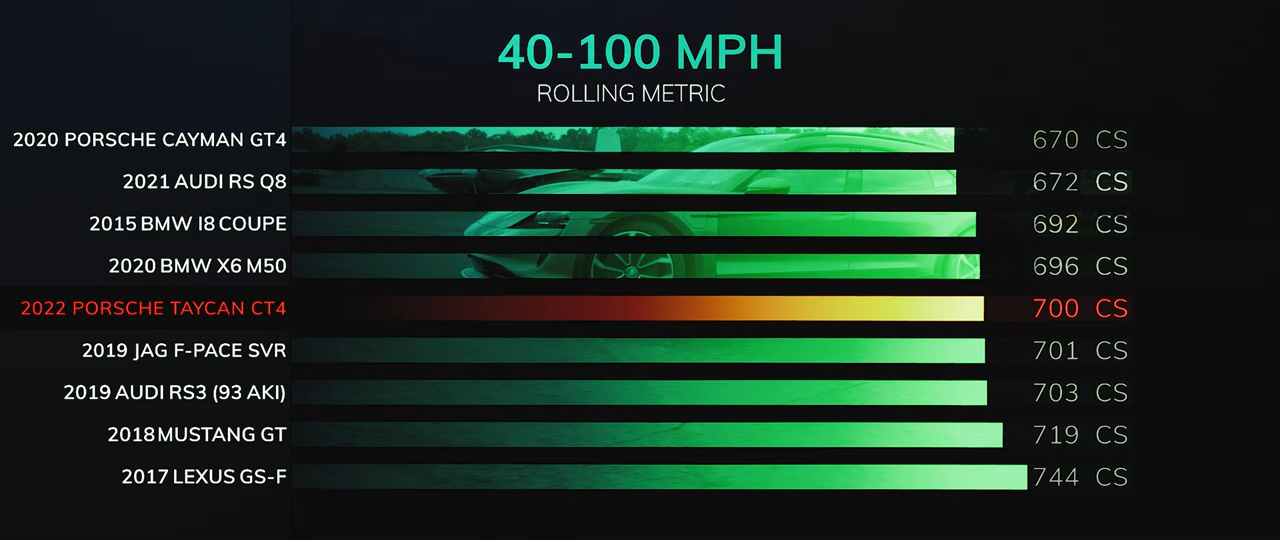 40-100 MPH
ROLLING METRIC
2020 PORSCHE CAYMAN GT4 670 CS
2021 AUDI RS Q8 672 CS
2015 BMW I8 COUPE 692 CS
2020 BMW X6 M50 696 CS
2022 PORSCHE TAYCAN CT4 700 CS
2019 JAG F-PACE SVR 701 CS
2019 AUDI RS3 (93 AKI) 703 CS
2018 MUSTANG GT 719 CS
2017 LEXUS GS-F 744 CS